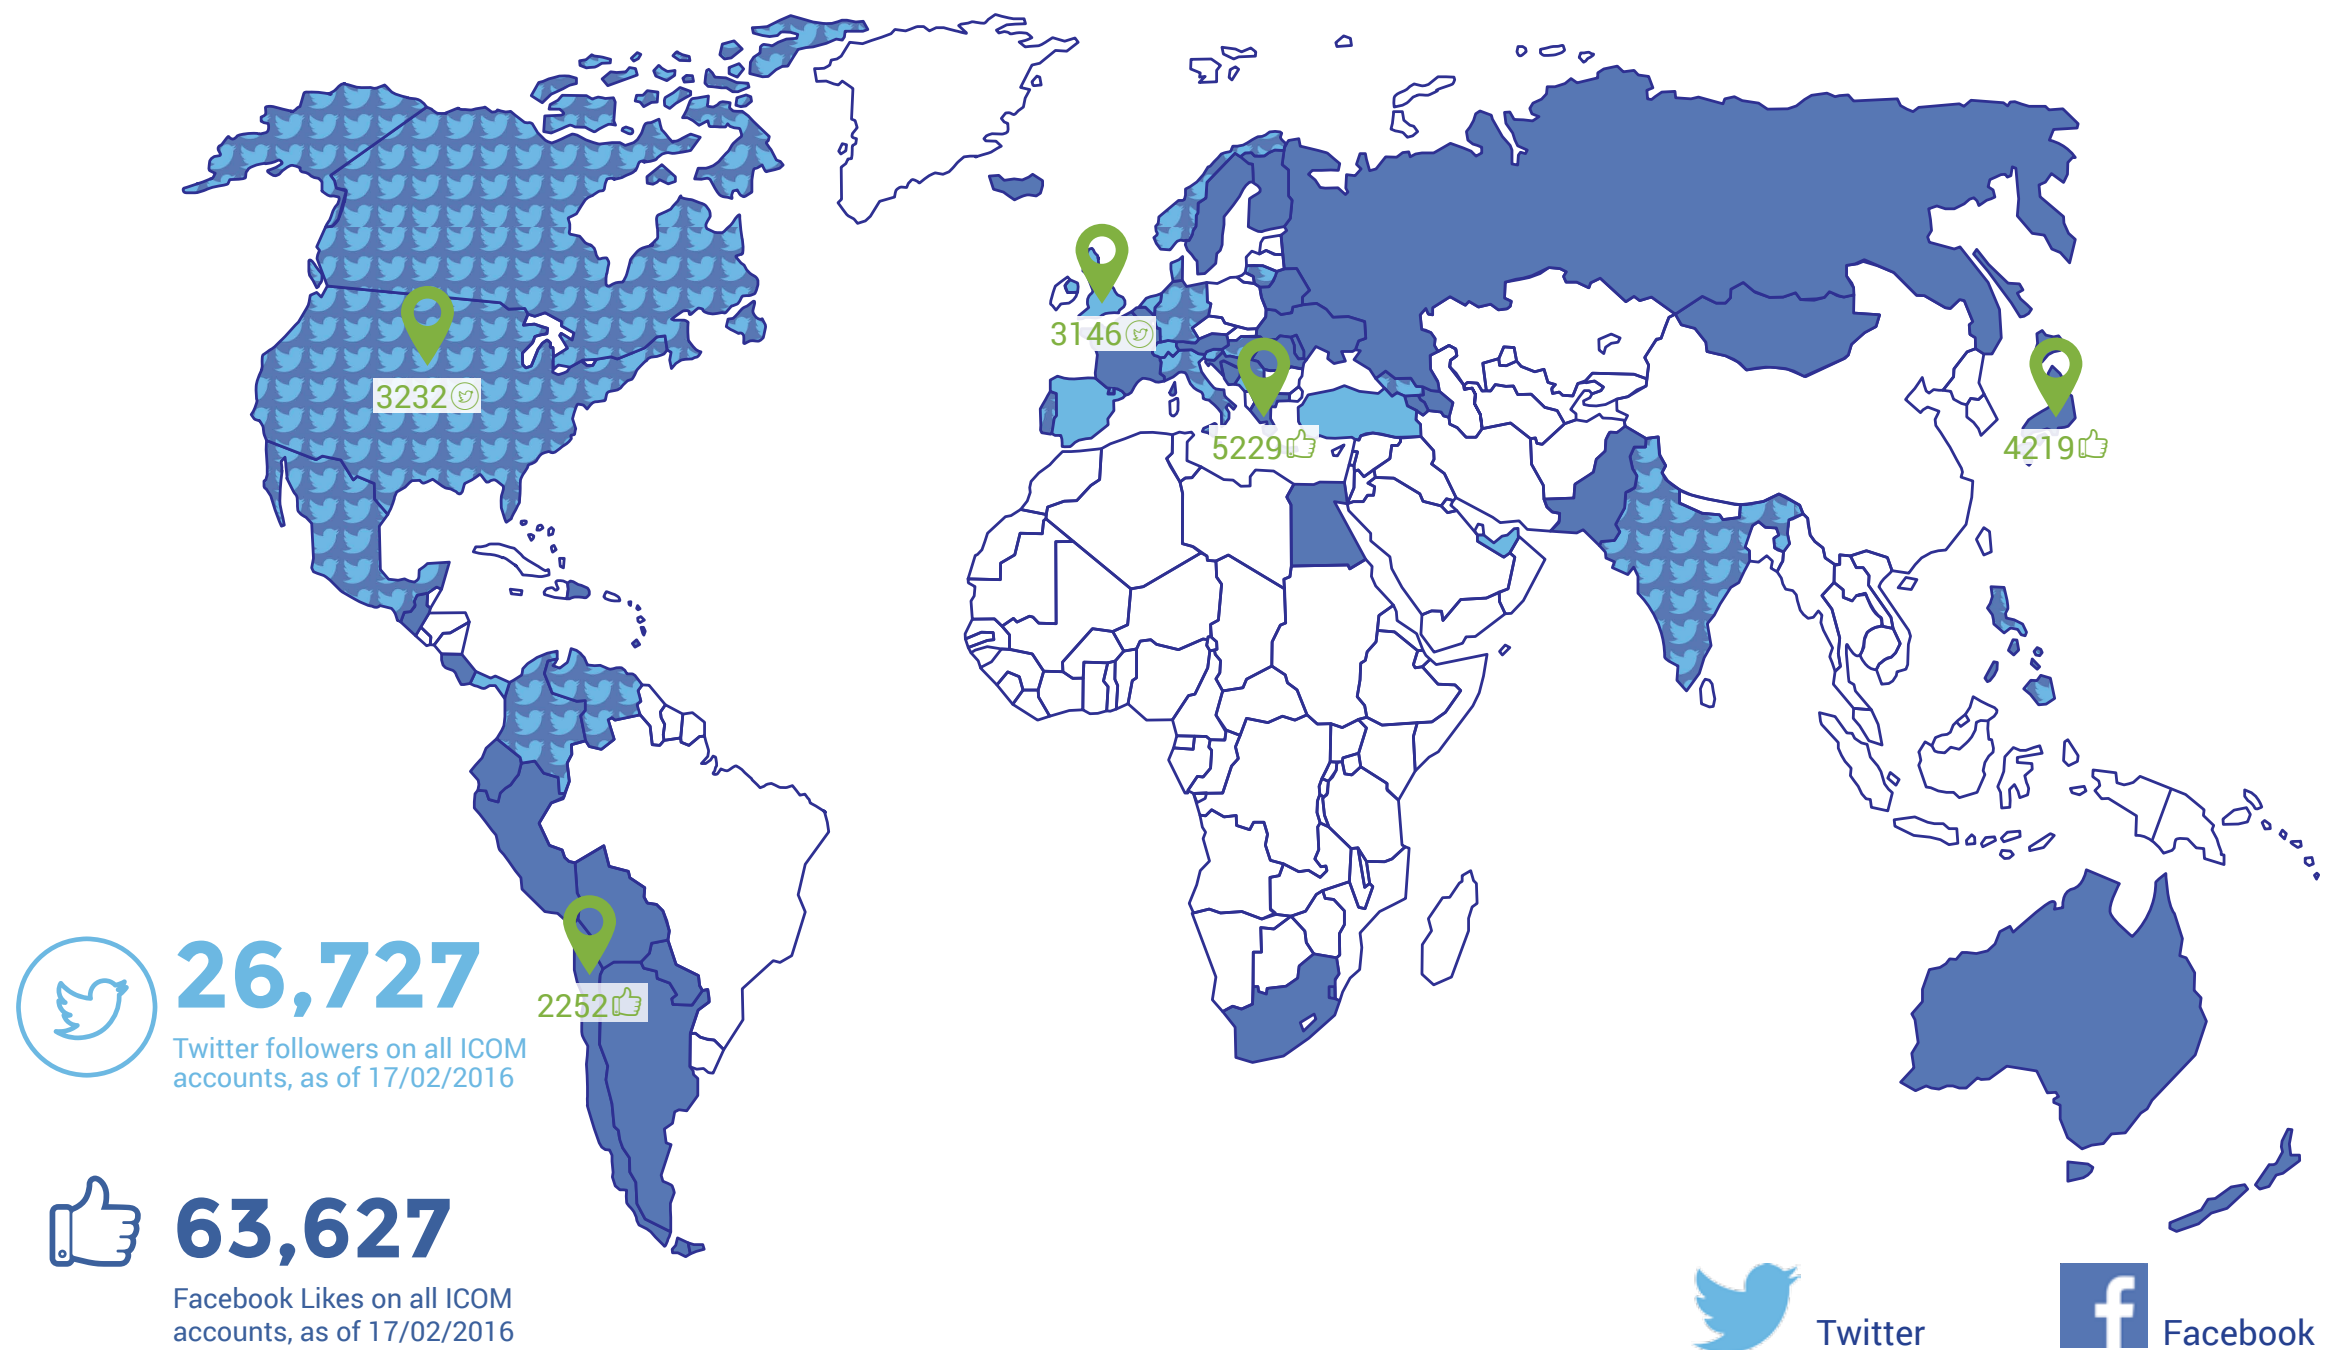 3146
3232
5229
4219
26,727
Twitter followers on all ICOM
accounts, as of 17/02/2016
2252
63,627
Facebook Likes on all ICOM
accounts, as of 17/02/2016
Twitter
f Facebook